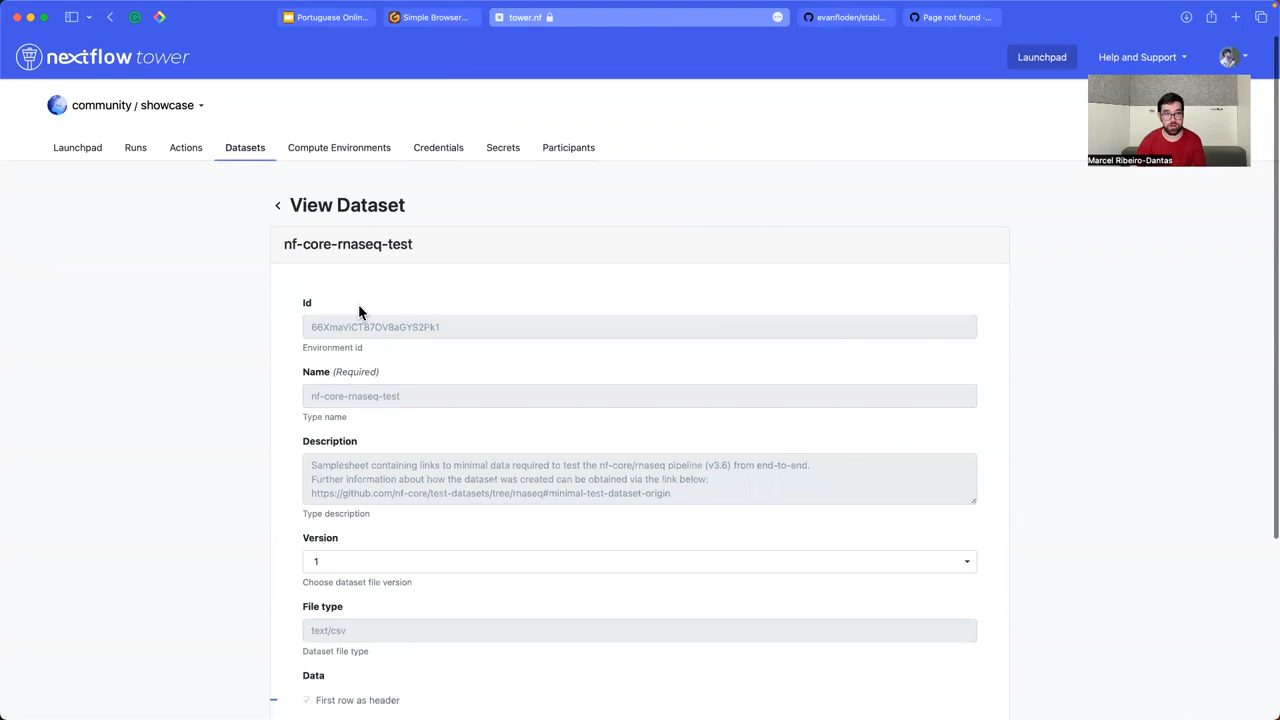 Portuguese Onlin...
Simple Browser...
tower.nf
evanfloden/stabl...
Page not found -...
nextflow tower
Launchpad
Help and Support
community / showcase
Marcel Ribeiro-Dantas
Launchpad
Runs
Actions
Datasets
Compute Environments
Credentials
Secrets
Participants
View Dataset
nf-core-rnaseq-test
Id
66XmaViCT87OV8aGYS2Pk1
Environment id
Name (Required)
nf-core-rnaseq-test
Type name
Description
Samplesheet containing links to minimal data required to test the nf-core/rnaseq pipeline (v3.6) from end-to-end.
Further information about how the dataset was created can be obtained via the link below:
https://github.com/nf-core/test-datasets/tree/rnaseq#minimal-test-dataset-origin
Type description
Version
1
Choose dataset file version
File type
text/csv
Dataset file type
Data
First row as header